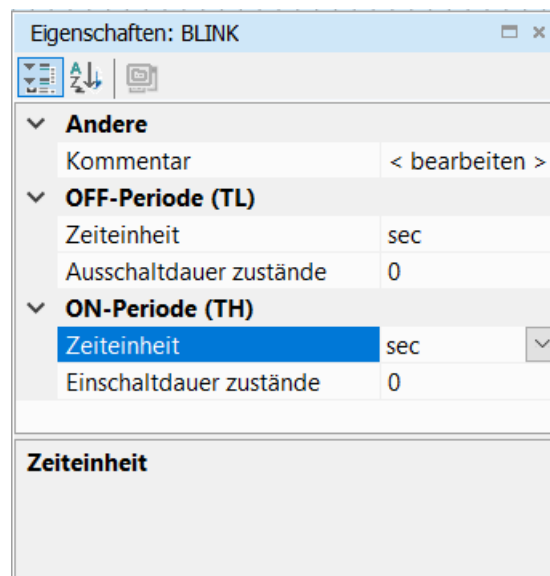 Eigenschaften: BLINK
Andere
Kommentar < bearbeiten >
OFF-Periode (TL)
Zeiteinheit sec
Ausschaltdauer zustände 0
ON-Periode (TH)
Zeiteinheit sec
Einschaltdauer zustände 0
Zeiteinheit